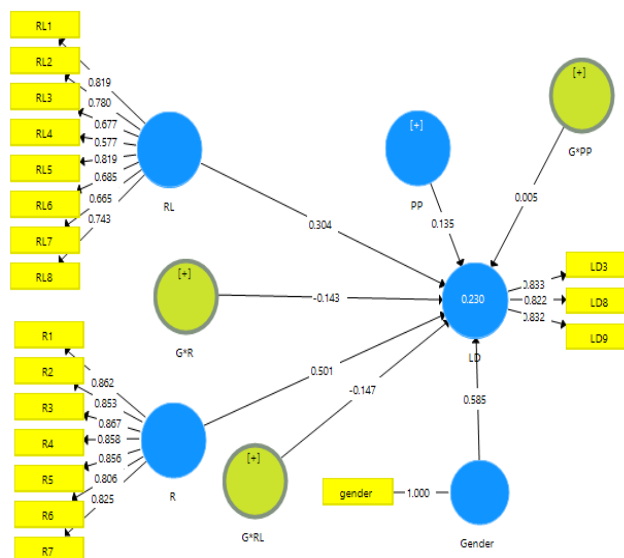 RL1
RL2
RL3
RL4
RL5
RL6
RL7
RL8
0.819
0.780
0.677
0.577
0.819
0.685
0.665
0.743
RL
[+]
PP
[+]
G*PP
0.304
0.135
0.005
[+]
G*R
-0.143
0.230
LD
0.833
0.822
0.832
LD3
LD8
LD9
R1
R2
R3
R4
R5
R6
R7
0.862
0.853
0.867
0.858
0.856
0.806
0.825
R
0.501
-0.147
[+]
G*RL
0.585
gender
1.000
Gender